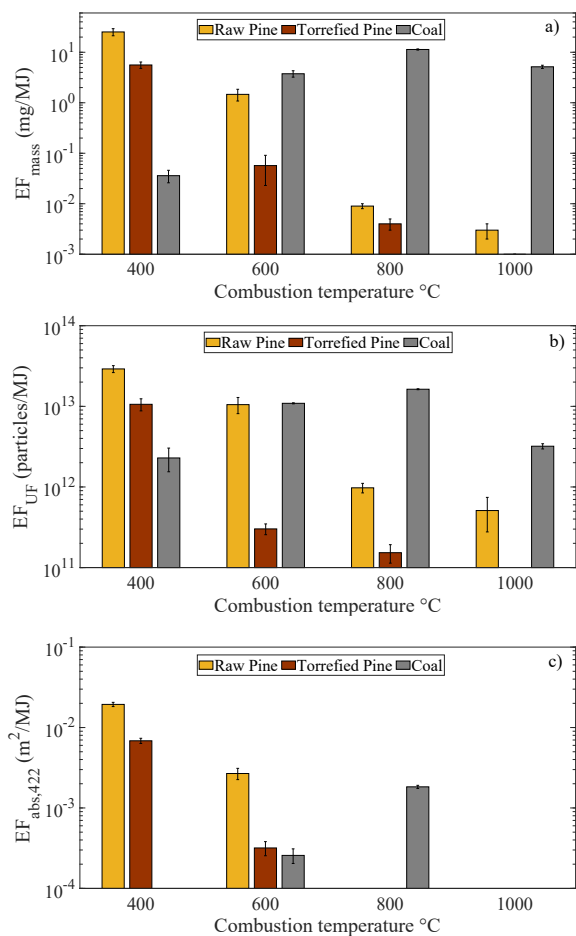 a)
Raw Pine Torrefied Pine Coal
10^1
10^0
10^-1
10^-2
10^-3
EF_mass (mg/MJ)
400 600 800 1000
Combustion temperature °C
10^14
b)
Raw Pine Torrefied Pine Coal
10^13
10^12
10^11
EF_UF (particles/MJ)
400 600 800 1000
Combustion temperature °C
10^-1
c)
Raw Pine Torrefied Pine Coal
10^-2
10^-3
10^-4
EF_abs,422 (m^2/MJ)
400 600 800 1000
Combustion temperature °C